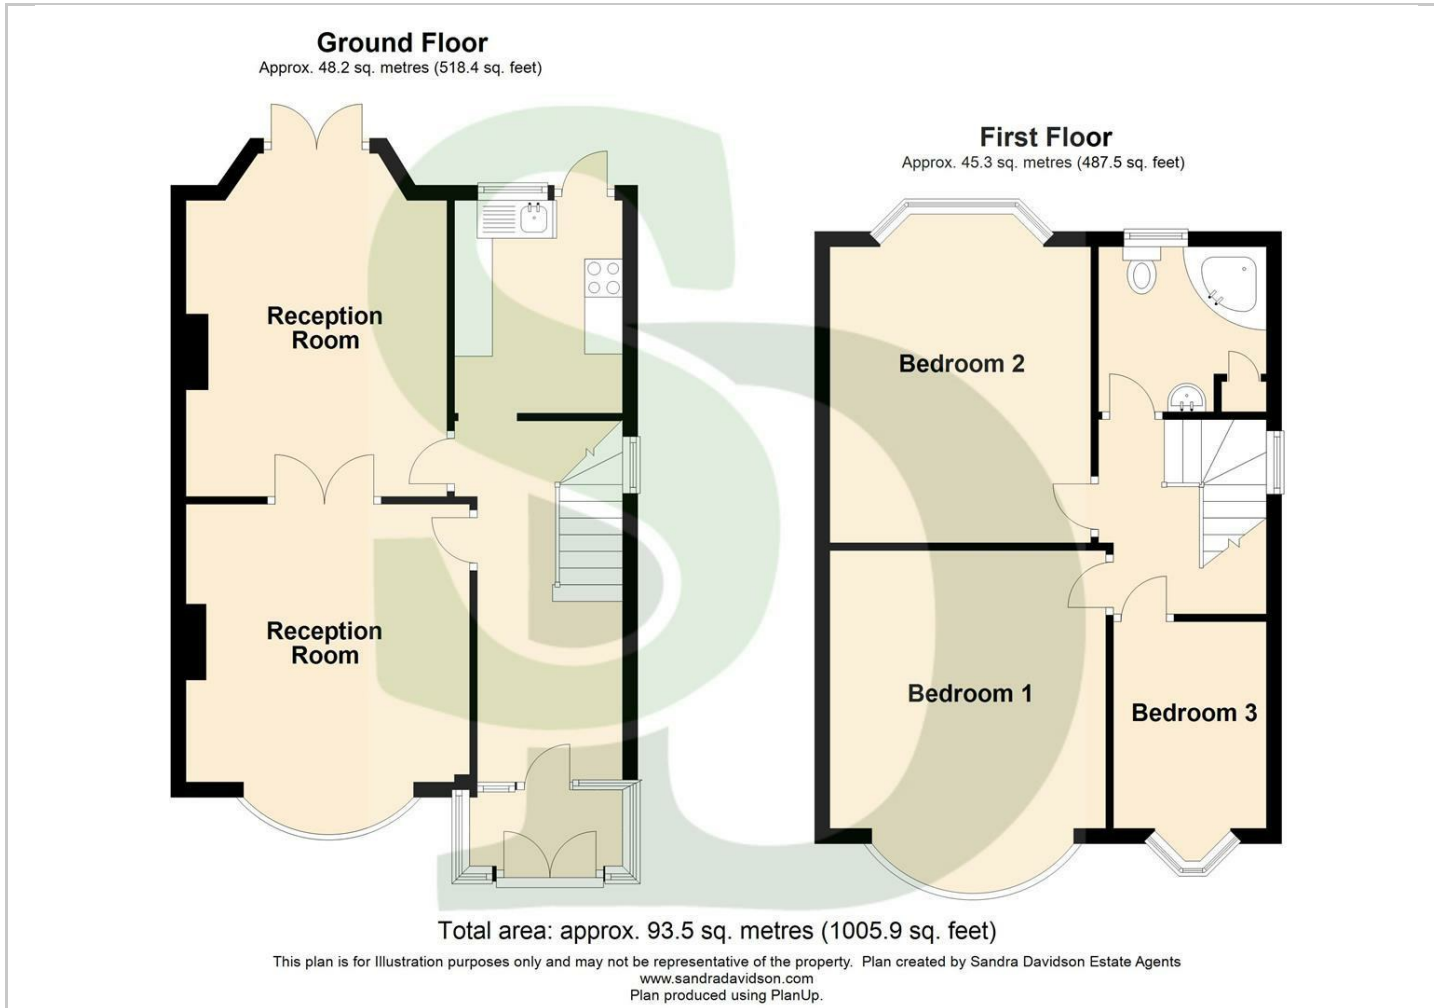 Ground Floor
Approx. 48.2 sq. metres (518.4 sq. feet)
Reception
Room
Reception
Room
First Floor
Approx. 45.3 sq. metres (487.5 sq. feet)
Bedroom 2
Bedroom 1
Bedroom 3
SD
Total area: approx. 93.5 sq. metres (1005.9 sq. feet)
This plan is for Illustration purposes only and may not be representative of the property. Plan created by Sandra Davidson Estate Agents
www.sandradavidson.com
Plan produced using PlanUp.